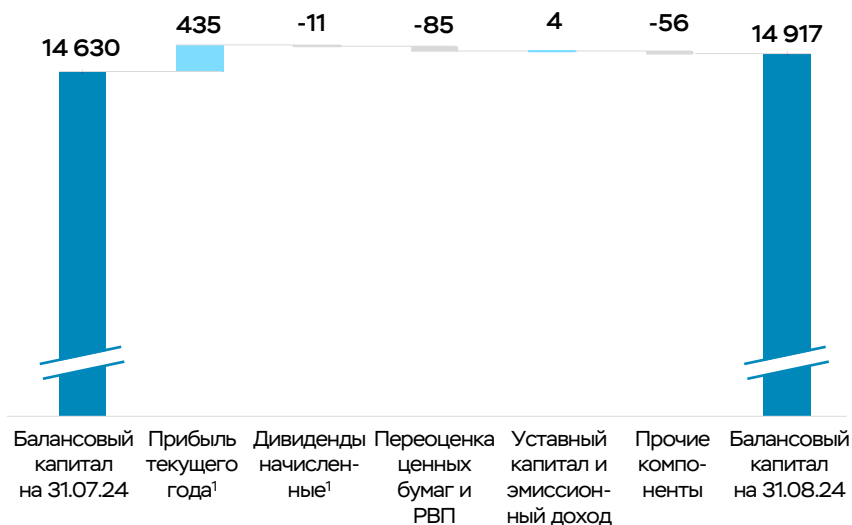 14 630
435
-11
-85
4
-56
14 917
Балансовый
капитал
на 31.07.24
Прибыль
текущего
года¹
Дивиденды
начислен-
ные¹
Переоценка
ценных
бумаг и
РВП
Уставный
капитал и
эмиссион-
ный доход
Прочие
компо-
ненты
Балансовый
капитал
на 31.08.24